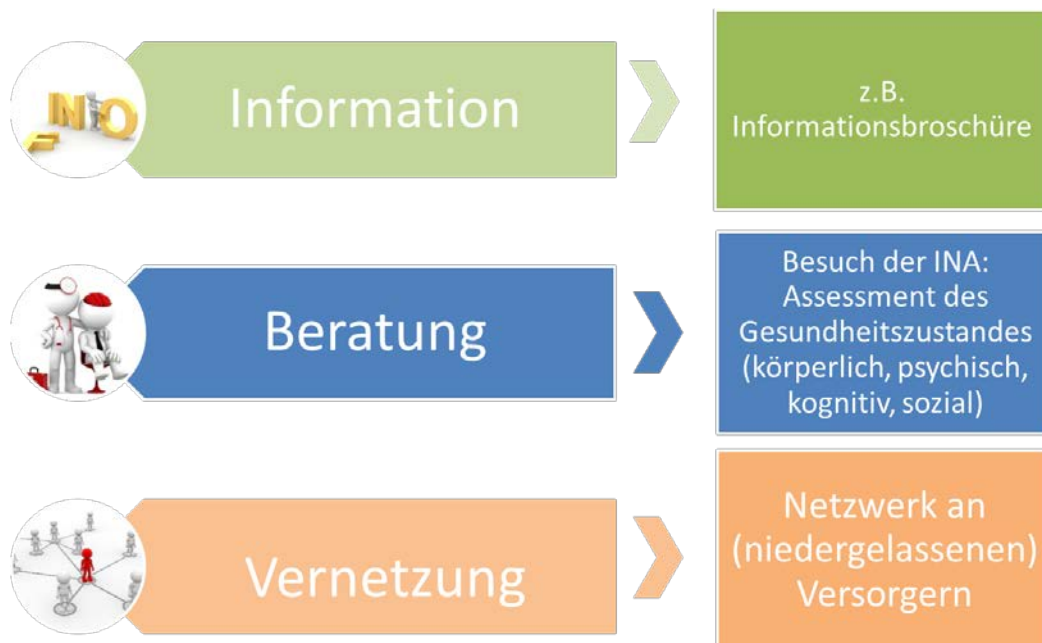 INFO
Information
z.B.
Informationsbroschüre
Beratung
Besuch der INA:
Assessment des
Gesundheitszustandes
(körperlich, psychisch,
kognitiv, sozial)
Vernetzung
Netzwerk an
(niedergelassenen)
Versorgern